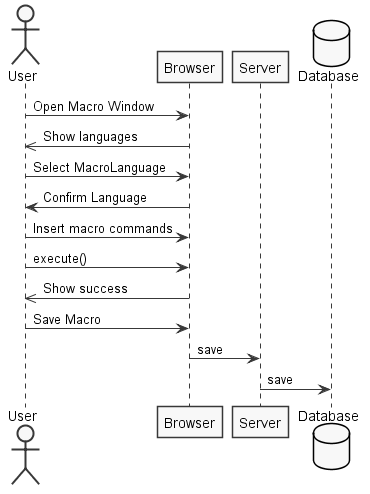 User
Browser
Server
Database
Open Macro Window
Show languages
Select MacroLanguage
Confirm Language
Insert macro commands
execute()
Show success
Save Macro
save
save
User
Browser
Server
Database